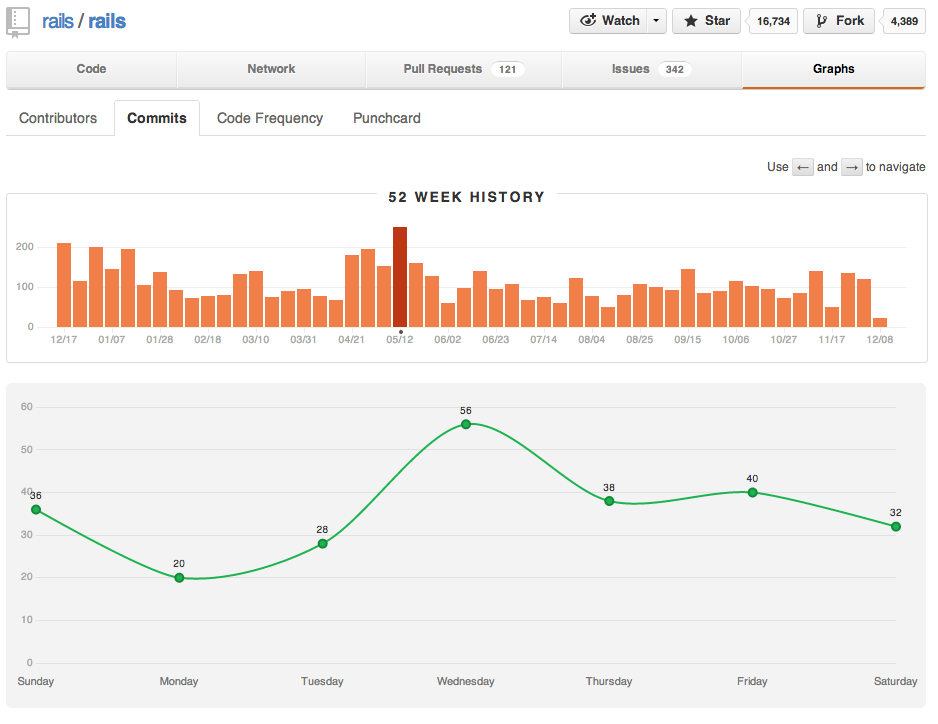 rails / rails
Watch Star 16,734 Fork 4,389
Code Network Pull Requests 121 Issues 342 Graphs
Contributors Commits Code Frequency Punchcard
Use ← and → to navigate
52 WEEK HISTORY
200
100
0
12/17 01/07 01/28 02/18 03/10 03/31 04/21 05/12 06/02 06/23 07/14 08/04 08/25 09/15 10/06 10/27 11/17 12/08
60
56
50
40
40
36
38
32
30
28
20
20
10
0
Sunday Monday Tuesday Wednesday Thursday Friday Saturday